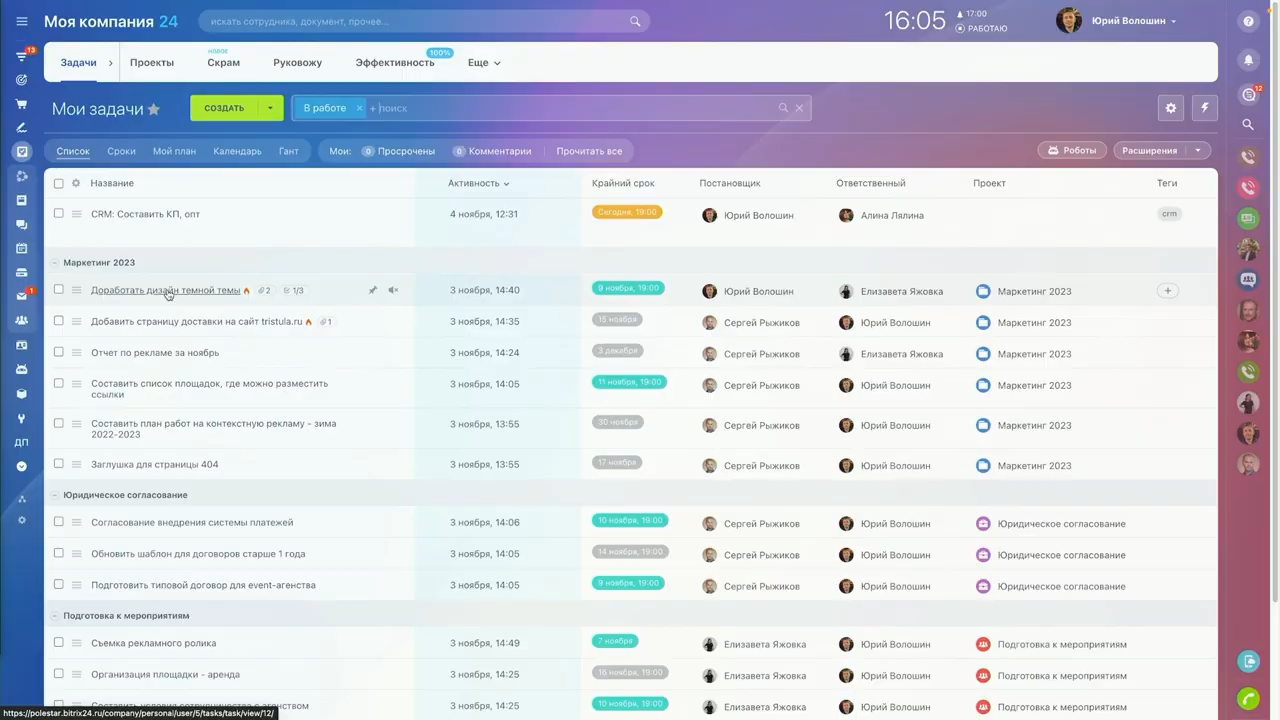 Моя компания 24
искать сотрудника, документ, прочее...
16:05
17:00
РАБОТАЮ
Юрий Волошин
13
12
1
Задачи
Проекты
НОВОЕ
Скрам
Руковожу
Эффективность
100%
Еще
Мои задачи
СОЗДАТЬ
В работе ×
+ поиск
Список
Сроки
Мой план
Календарь
Гант
Мои:
0 Просрочены
0 Комментарии
Прочитать все
Роботы
Расширения
Название
Активность
Крайний срок
Постановщик
Ответственный
Проект
Теги
CRM: Составить КП, опт
4 ноября, 12:31
Сегодня, 19:00
Юрий Волошин
Алина Лялина
crm
Маркетинг 2023
Доработать дизайн темной темы 2 1/3
3 ноября, 14:40
9 ноября, 19:00
Юрий Волошин
Елизавета Яжовка
Маркетинг 2023
+
Добавить страницу доставки на сайт tristula.ru 1
3 ноября, 14:35
15 ноября
Сергей Рыжиков
Юрий Волошин
Маркетинг 2023
Отчет по рекламе за ноябрь
3 ноября, 14:24
3 декабря
Сергей Рыжиков
Елизавета Яжовка
Маркетинг 2023
Составить список площадок, где можно разместить
ссылки
3 ноября, 14:05
11 ноября, 19:00
Сергей Рыжиков
Юрий Волошин
Маркетинг 2023
Составить план работ на контекстную рекламу - зима
2022-2023
3 ноября, 13:55
30 ноября
Сергей Рыжиков
Юрий Волошин
Маркетинг 2023
Заглушка для страницы 404
3 ноября, 13:55
17 ноября
Сергей Рыжиков
Юрий Волошин
Маркетинг 2023
Юридическое согласование
Согласование внедрения системы платежей
3 ноября, 14:06
10 ноября, 19:00
Сергей Рыжиков
Юрий Волошин
Юридическое согласование
Обновить шаблон для договоров старше 1 года
3 ноября, 14:05
14 ноября, 19:00
Сергей Рыжиков
Юрий Волошин
Юридическое согласование
Подготовить типовой договор для event-агенства
3 ноября, 14:05
9 ноября, 19:00
Сергей Рыжиков
Юрий Волошин
Юридическое согласование
ДП
Подготовка к мероприятиям
Съемка рекламного ролика
3 ноября, 14:49
7 ноября
Елизавета Яжовка
Юрий Волошин
Подготовка к мероприятиям
Организация площадки - аренда
3 ноября, 14:25
16 ноября, 19:00
Елизавета Яжовка
Юрий Волошин
Подготовка к мероприятиям
Составить условия сотрудничества с агенством
3 ноября, 14:25
10 ноября, 19:00
Елизавета Яжовка
Юрий Волошин
Подготовка к мероприятиям
https://polestar.bitrix24.ru/company/personal/user/5/tasks/task/view/12/